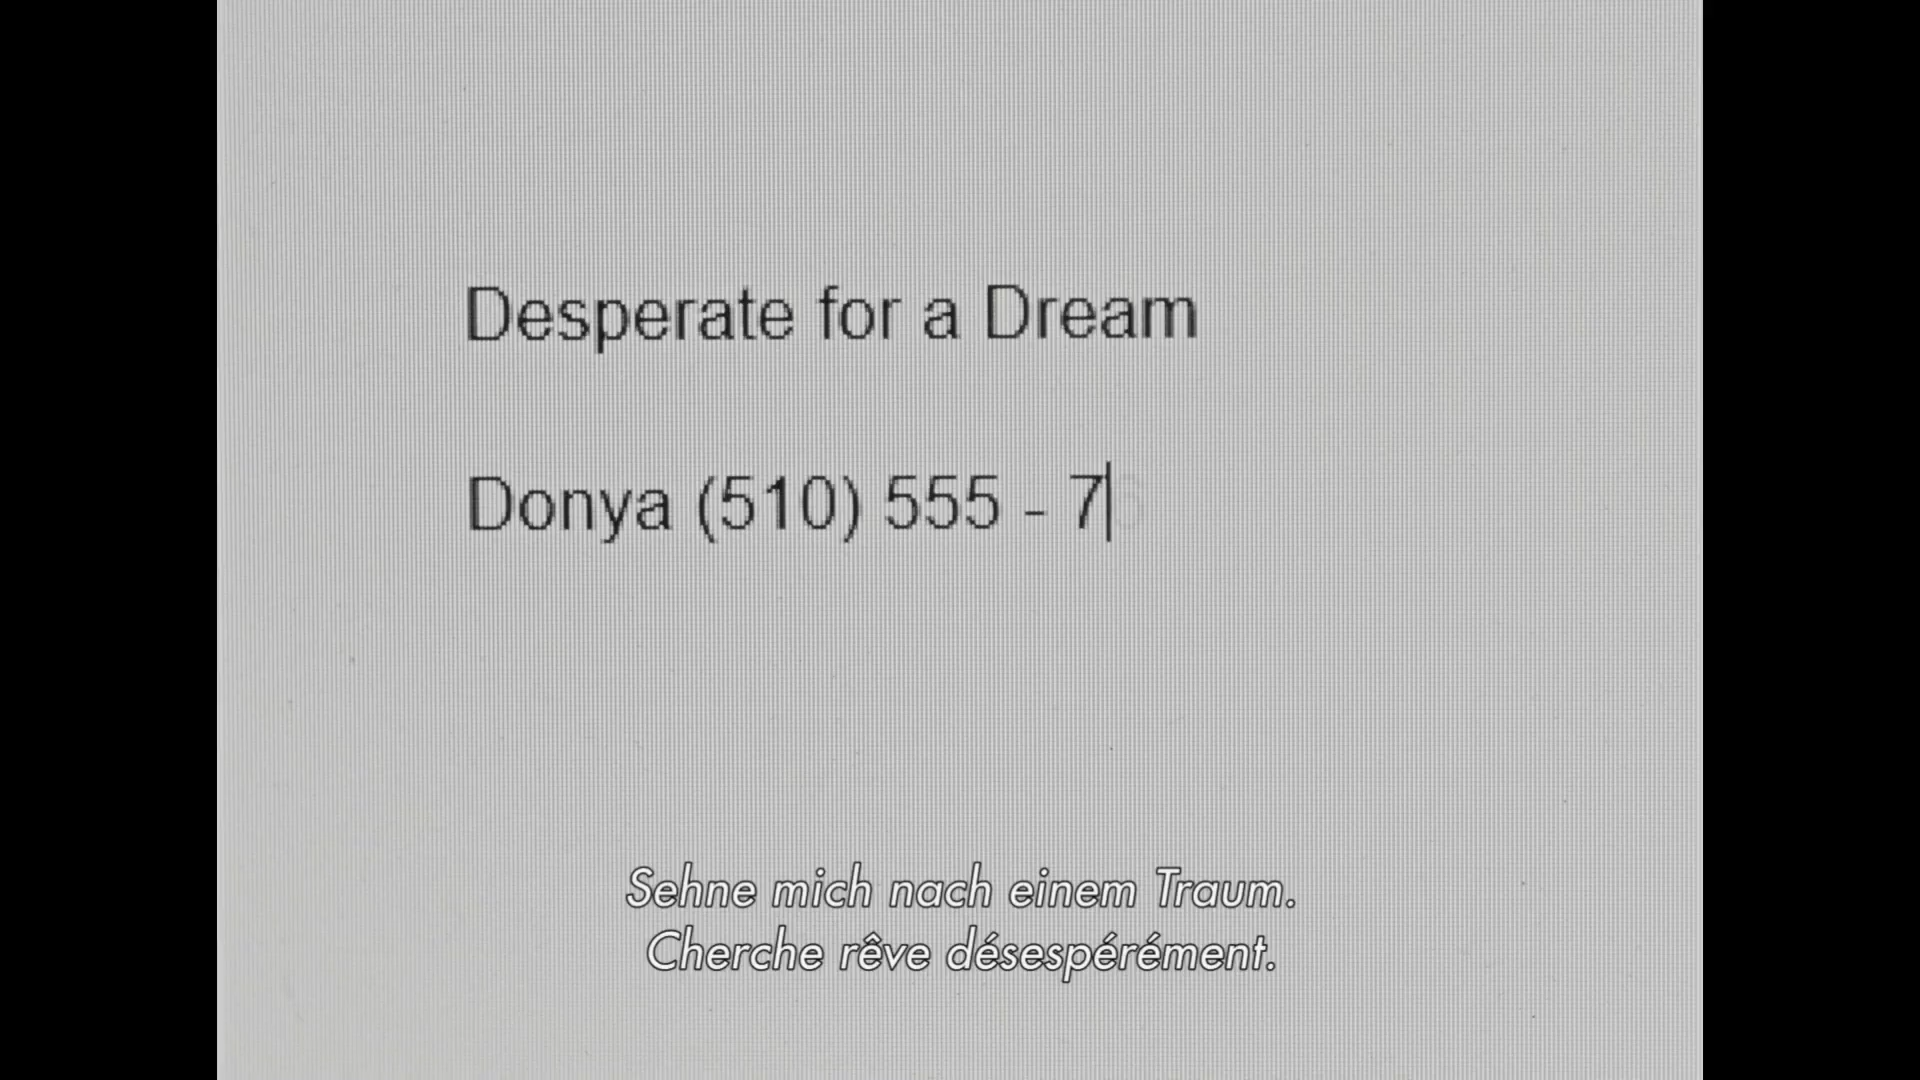 Desperate for a Dream
Donya (510) 555 - 7
Sehne mich nach einem Traum.
Cherche rêve désespérément.